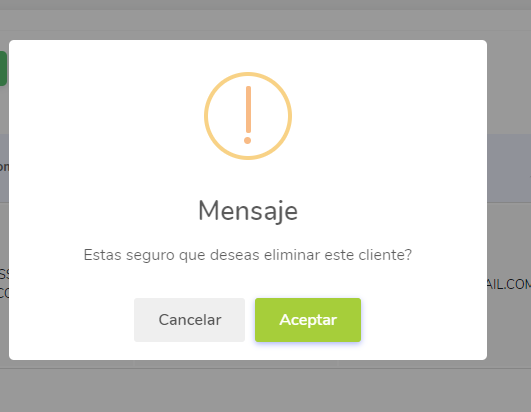 Mensaje
Estas seguro que deseas eliminar este cliente?
Cancelar
Aceptar
AIL.COM